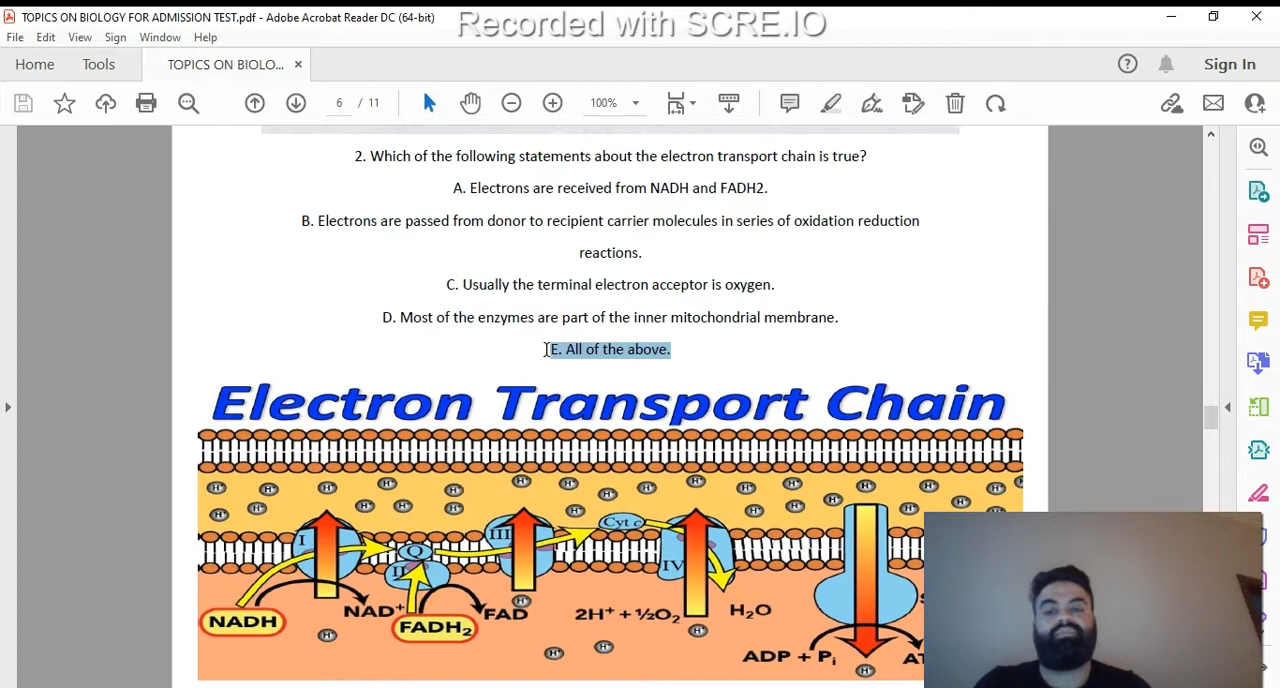 TOPICS ON BIOLOGY FOR ADMISSION TEST.pdf - Adobe Acrobat Reader DC (64-bit)
Recorded with SCRE.IO
File Edit View Sign Window Help
Home Tools TOPICS ON BIOLO... × Sign In
6 / 11 100%
2. Which of the following statements about the electron transport chain is true?
A. Electrons are received from NADH and FADH2.
B. Electrons are passed from donor to recipient carrier molecules in series of oxidation reduction
reactions.
C. Usually the terminal electron acceptor is oxygen.
D. Most of the enzymes are part of the inner mitochondrial membrane.
E. All of the above.
Electron Transport Chain
H⁺ H⁺ H⁺ H⁺ H⁺ H⁺ H⁺ H⁺ H⁺ H⁺ H⁺ H⁺ H⁺ H⁺ H⁺
H⁺ H⁺ H⁺ H⁺ H⁺ H⁺ H⁺ H⁺ H⁺ H⁺
I Q II III Cyt c IV
NADH NAD⁺ FADH₂ FAD 2H⁺ + ½O₂ H₂O
H⁺ H⁺ H⁺ H⁺ H⁺ H⁺
ADP + Pᵢ